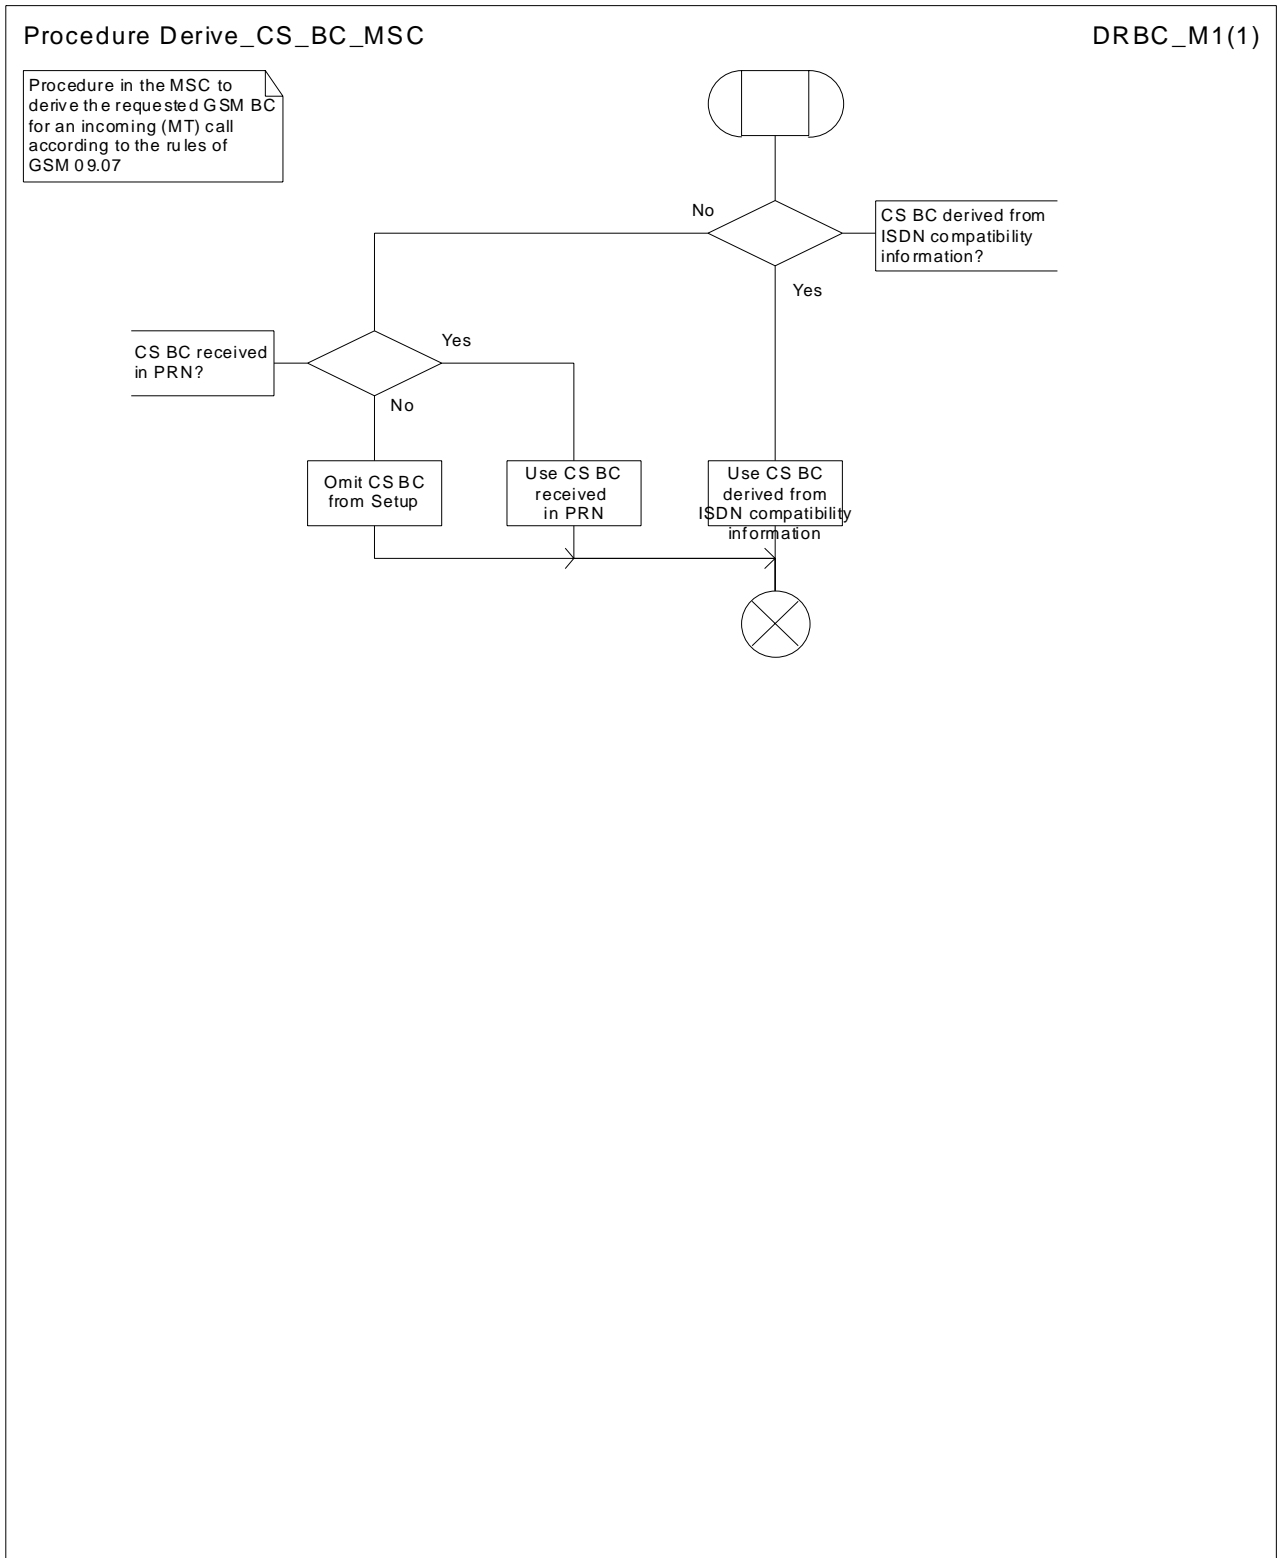 Procedure Derive_CS_BC_MSC
DRBC_M1(1)
Procedure in the MSC to
derive the requested GSM BC
for an incoming (MT) call
according to the rules of
GSM 09.07
No
CS BC derived from
ISDN compatibility
information?
Yes
CS BC received
in PRN?
Yes
No
Omit CS BC
from Setup
Use CS BC
received
in PRN
Use CS BC
derived from
ISDN compatibility
information